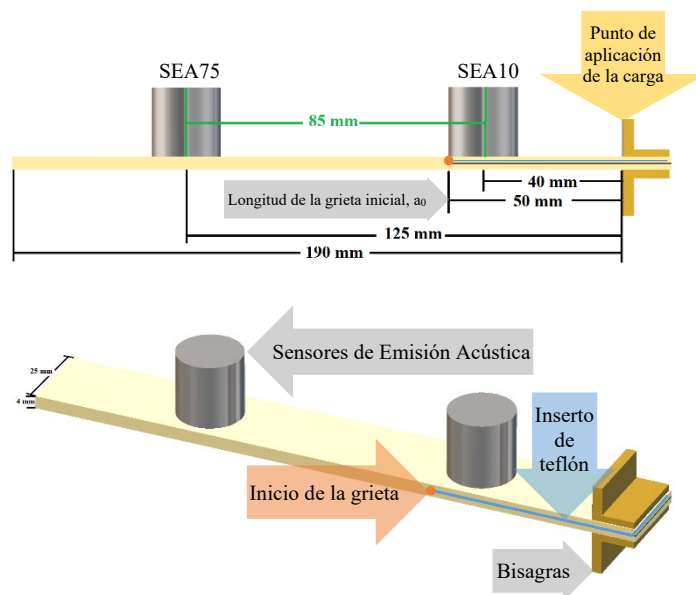 Punto de
aplicación
de la carga
SEA75
SEA10
85 mm
40 mm
Longitud de la grieta inicial, a₀
50 mm
125 mm
190 mm
Sensores de Emisión Acústica
25 mm
4 mm
Inserto
de
teflón
Inicio de la grieta
Bisagras